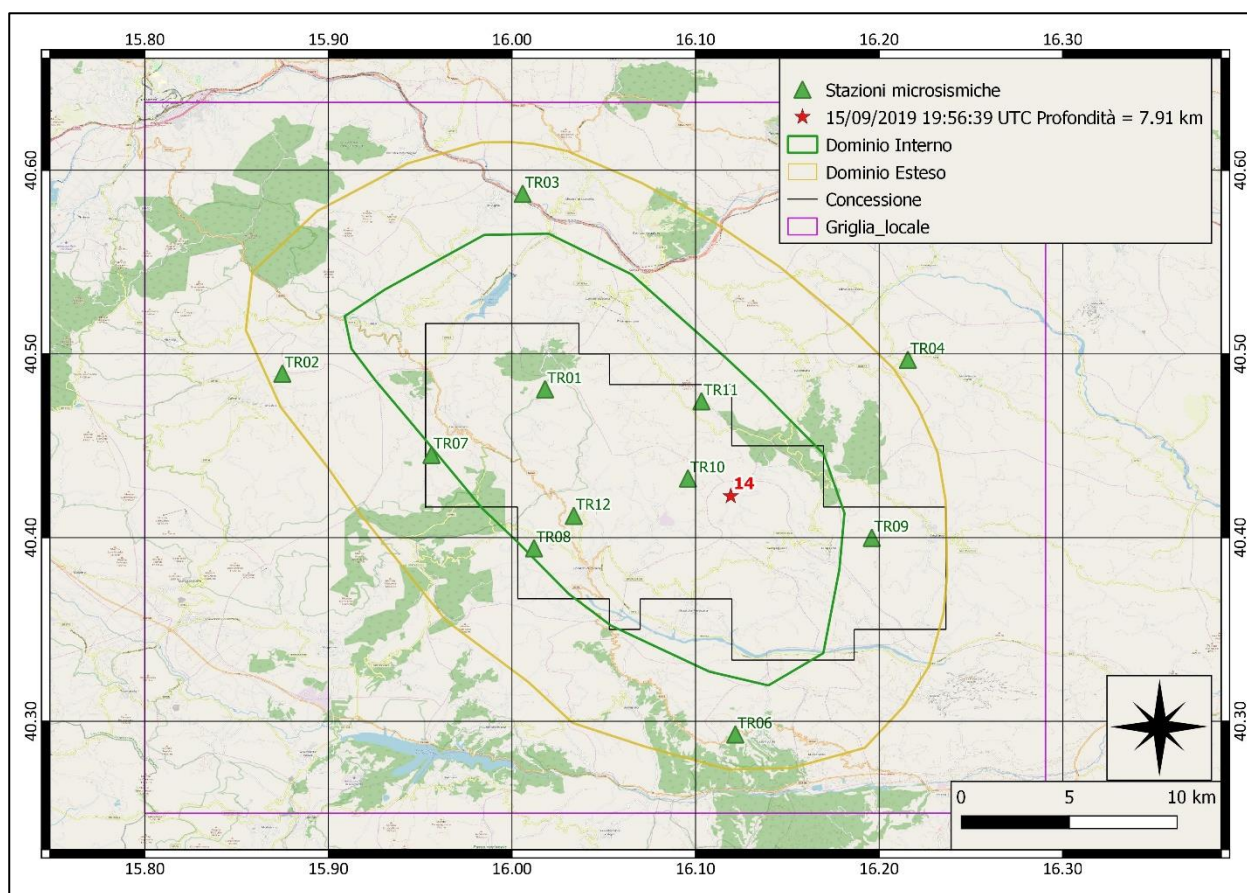 15.80 15.90 16.00 16.10 16.20 16.30
Stazioni microsismiche
15/09/2019 19:56:39 UTC Profondità = 7.91 km
Dominio Interno
Dominio Esteso
Concessione
Griglia_locale
40.60 40.60
TR03
40.50 40.50
TR04
TR02
TR01
TR11
TR07
TR10
14
TR12
40.40 40.40
TR09
TR08
40.30 40.30
TR06
0 5 10 km
15.80 15.90 16.00 16.10 16.20 16.30